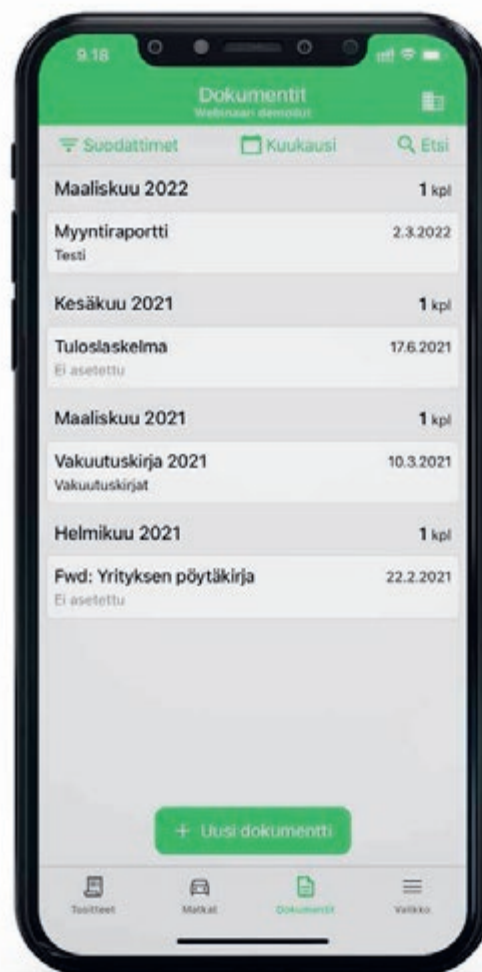 9.18
Dokumentit
Webinaari demotilit
Suodattimet Kuukausi Etsi
Maaliskuu 2022 1 kpl
Myyntiraportti 2.3.2022
Testi
Kesäkuu 2021 1 kpl
Tuloslaskelma 17.6.2021
Ei asetettu
Maaliskuu 2021 1 kpl
Vakuutuskirja 2021 10.3.2021
Vakuutuskirjat
Helmikuu 2021 1 kpl
Fwd: Yrityksen pöytäkirja 22.2.2021
Ei asetettu
+ Uusi dokumentti
Tositteet Matkat Dokumentit Valikko